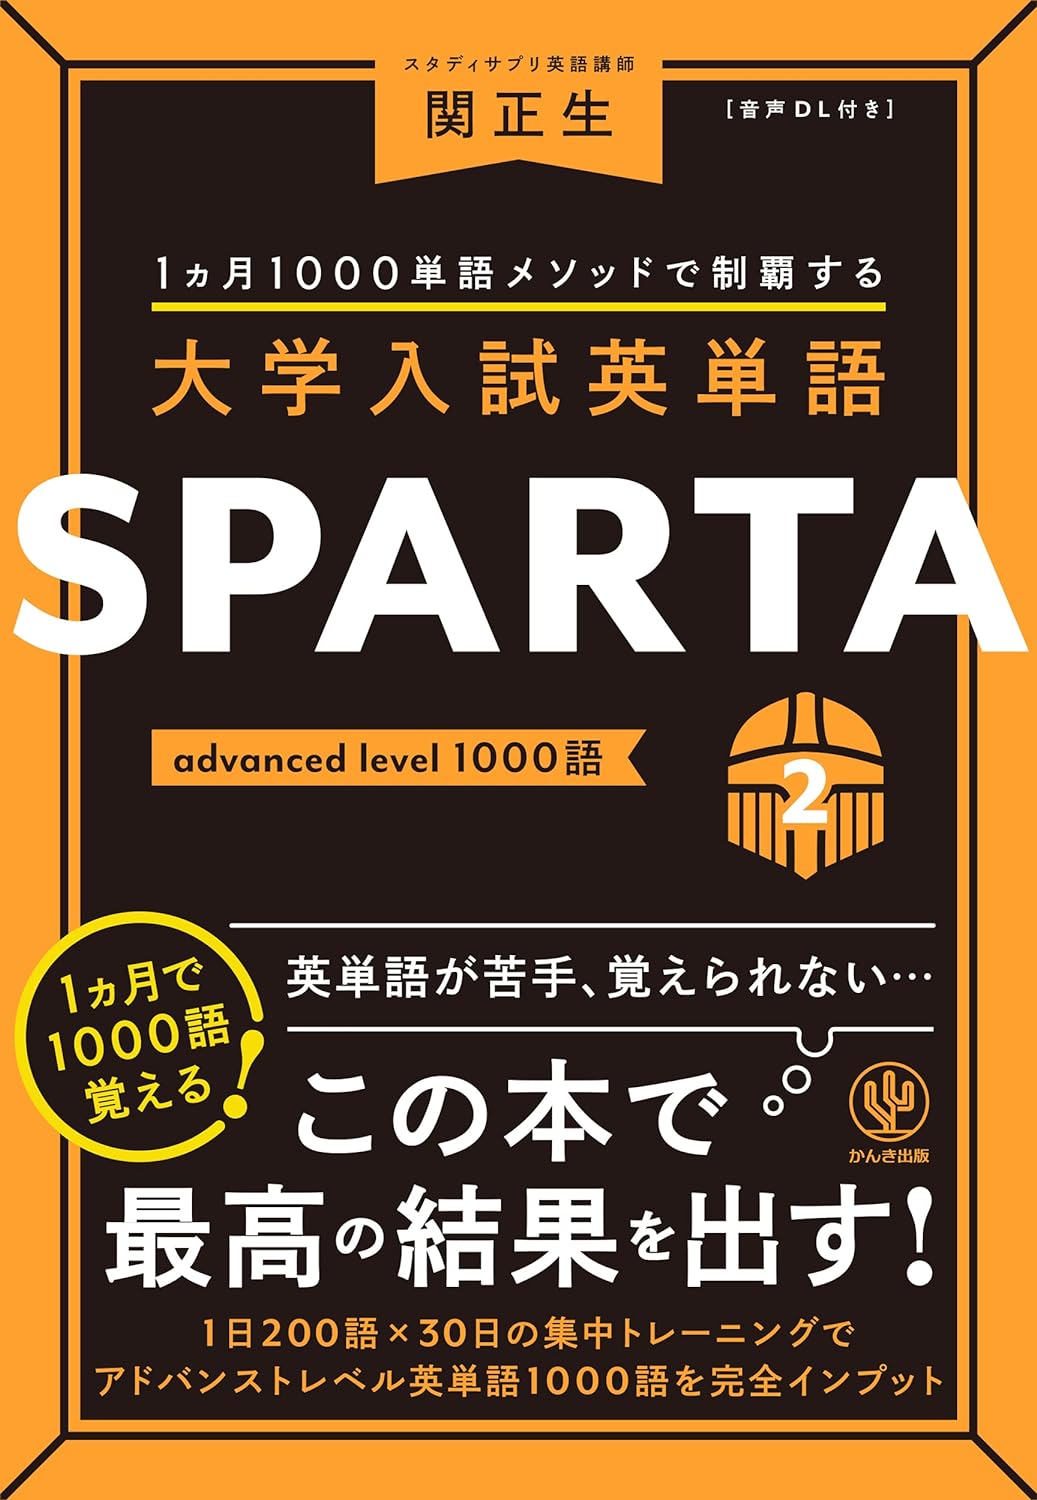 スタディサプリ英語講師
関正生
[音声DL付き]
1ヵ月1000単語メソッドで制覇する
大学入試英単語
SPARTA
advanced level 1000語
2
1ヵ月で
1000語
覚える!
英単語が苦手、覚えられない…
この本で
最高の結果を出す!
かんき出版
1日200語×30日の集中トレーニングで
アドバンストレベル英単語1000語を完全インプット